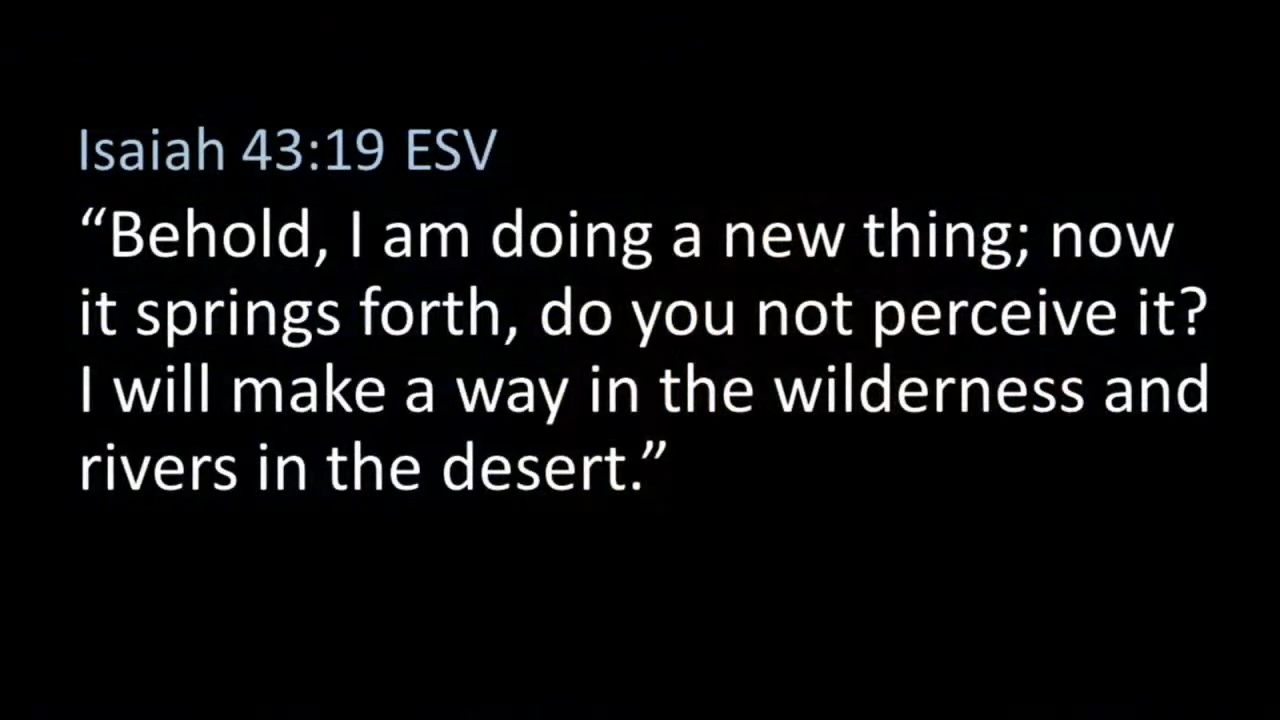 Isaiah 43:19 ESV
“Behold, I am doing a new thing; now
it springs forth, do you not perceive it?
I will make a way in the wilderness and
rivers in the desert.”